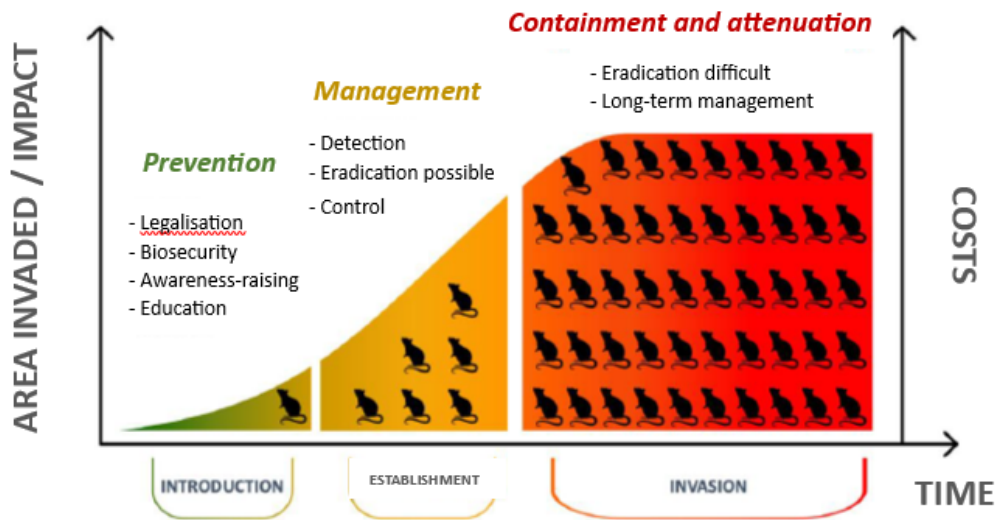 Containment and attenuation
- Eradication difficult
- Long-term management
Management
- Detection
- Eradication possible
- Control
Prevention
- Legalisation
- Biosecurity
- Awareness-raising
- Education
AREA INVADED / IMPACT
COSTS
INTRODUCTION
ESTABLISHMENT
INVASION
TIME